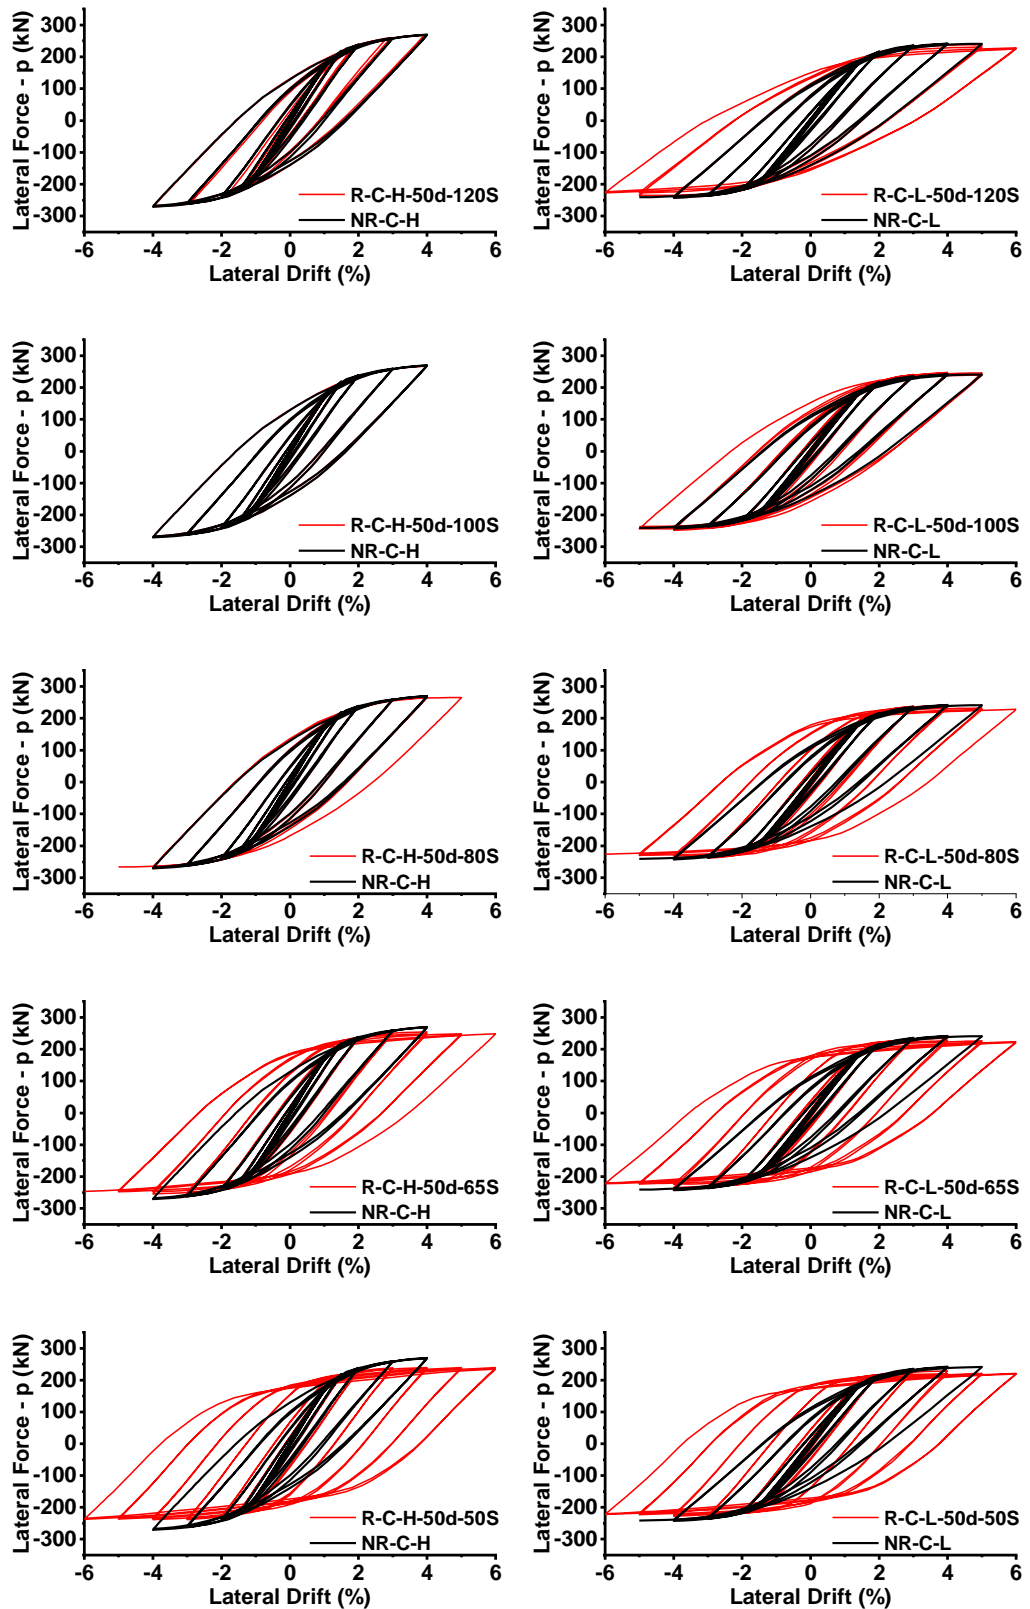 300
200
100
0
-100
-200
-300
Lateral Force - p (kN)
R-C-H-50d-120S
NR-C-H
-6 -4 -2 0 2 4 6
Lateral Drift (%)
300
200
100
0
-100
-200
-300
Lateral Force - p (kN)
R-C-L-50d-120S
NR-C-L
-6 -4 -2 0 2 4 6
Lateral Drift (%)
300
200
100
0
-100
-200
-300
Lateral Force - p (kN)
R-C-H-50d-100S
NR-C-H
-6 -4 -2 0 2 4 6
Lateral Drift (%)
300
200
100
0
-100
-200
-300
Lateral Force - p (kN)
R-C-L-50d-100S
NR-C-L
-6 -4 -2 0 2 4 6
Lateral Drift (%)
300
200
100
0
-100
-200
-300
Lateral Force - p (kN)
R-C-H-50d-80S
NR-C-H
-6 -4 -2 0 2 4 6
Lateral Drift (%)
300
200
100
0
-100
-200
-300
Lateral Force - p (kN)
R-C-L-50d-80S
NR-C-L
-6 -4 -2 0 2 4 6
Lateral Drift (%)
300
200
100
0
-100
-200
-300
Lateral Force - p (kN)
R-C-H-50d-65S
NR-C-H
-6 -4 -2 0 2 4 6
Lateral Drift (%)
300
200
100
0
-100
-200
-300
Lateral Force - p (kN)
R-C-L-50d-65S
NR-C-L
-6 -4 -2 0 2 4 6
Lateral Drift (%)
300
200
100
0
-100
-200
-300
Lateral Force - p (kN)
R-C-H-50d-50S
NR-C-H
-6 -4 -2 0 2 4 6
Lateral Drift (%)
300
200
100
0
-100
-200
-300
Lateral Force - p (kN)
R-C-L-50d-50S
NR-C-L
-6 -4 -2 0 2 4 6
Lateral Drift (%)